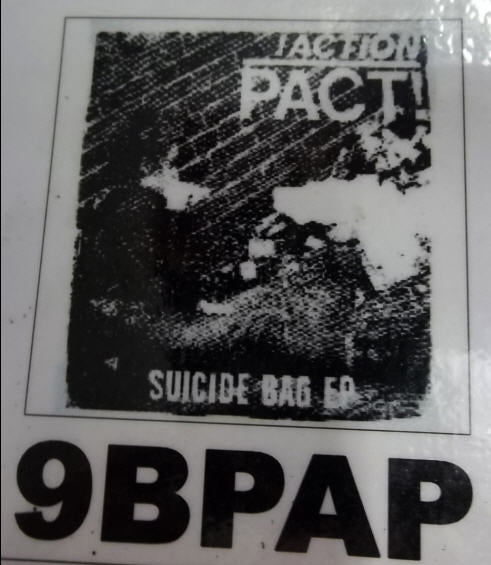 !ACTION
PACT!
SUICIDE BAG EP
9BPAP